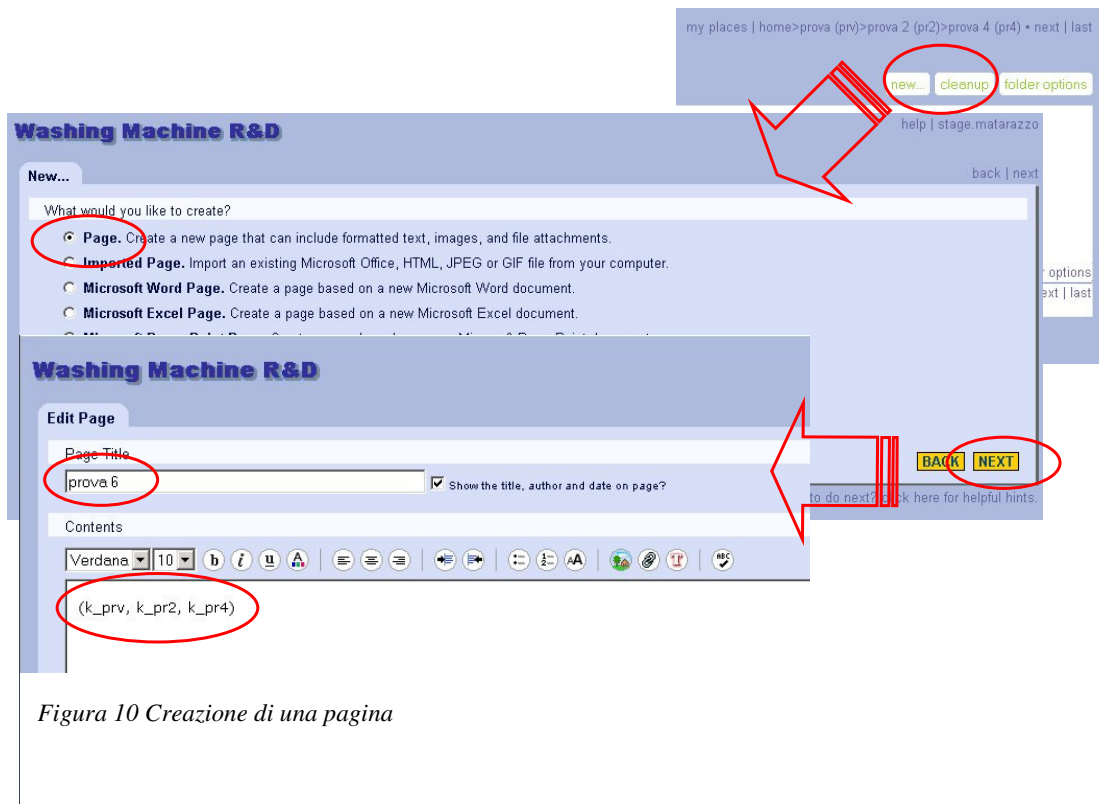 my places | home>prova (prv)>prova 2 (pr2)>prova 4 (pr4) • next | last
new... cleanup folder options
Washing Machine R&D
help | stage.matarazzo
New...
back | next
What would you like to create?
Page. Create a new page that can include formatted text, images, and file attachments.
Imported Page. Import an existing Microsoft Office, HTML, JPEG or GIF file from your computer.
options
Microsoft Word Page. Create a page based on a new Microsoft Word document.
ext | last
Microsoft Excel Page. Create a page based on a new Microsoft Excel document.
Washing Machine R&D
Edit Page
Page Title
BACK NEXT
prova 6
Show the title, author and date on page?
to do next? click here for helpful hints.
Contents
Verdana 10 b i u A AA T ABC
(k_prv, k_pr2, k_pr4)
Figura 10 Creazione di una pagina